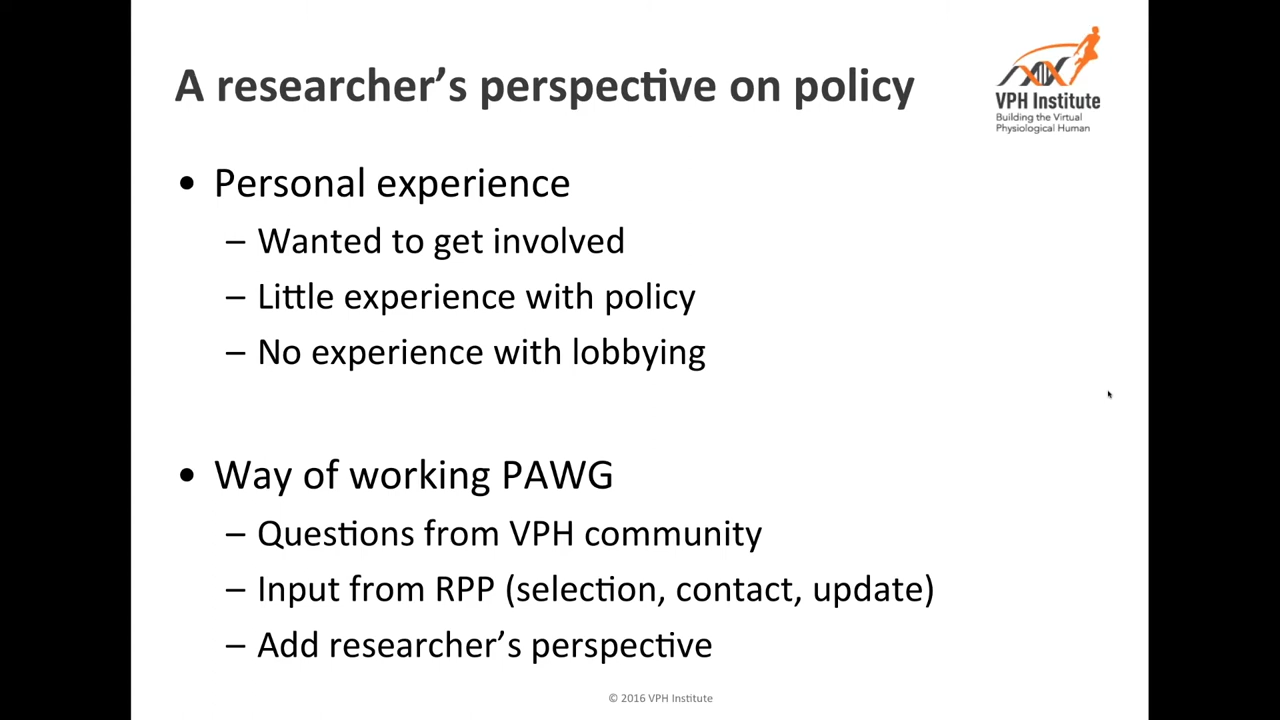 A researcher’s perspective on policy
VPH Institute
Building the Virtual
Physiological Human
• Personal experience
– Wanted to get involved
– Little experience with policy
– No experience with lobbying
• Way of working PAWG
– Questions from VPH community
– Input from RPP (selection, contact, update)
– Add researcher’s perspective
© 2016 VPH Institute